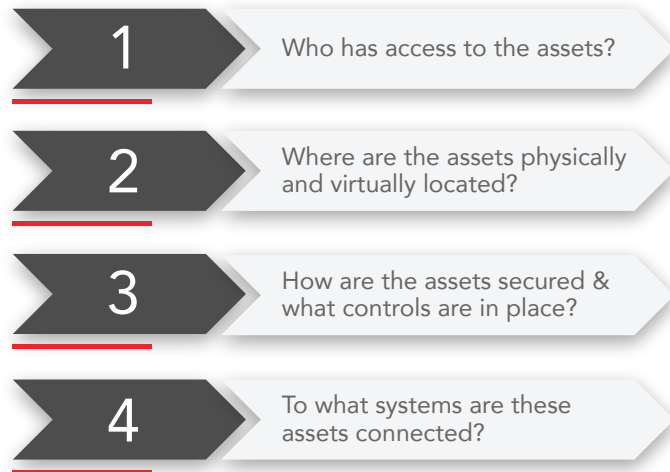 1
Who has access to the assets?
2
Where are the assets physically
and virtually located?
3
How are the assets secured &
what controls are in place?
4
To what systems are these
assets connected?